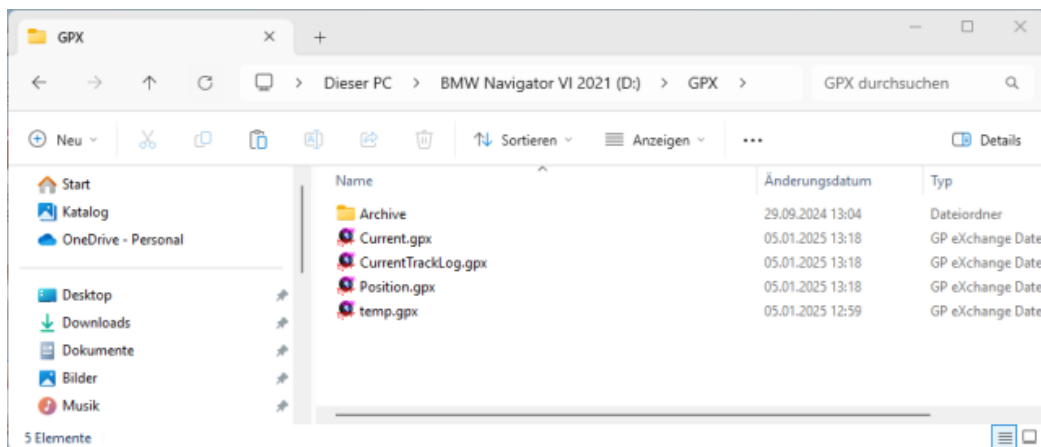 GPX
Dieser PC > BMW Navigator VI 2021 (D:) > GPX >
GPX durchsuchen
Neu
Sortieren
Anzeigen
Details
Start
Katalog
OneDrive - Personal
Desktop
Downloads
Dokumente
Bilder
Musik
Name Änderungsdatum Typ
Archive 29.09.2024 13:04 Dateiordner
Current.gpx 05.01.2025 13:18 GP eXchange Date
CurrentTrackLog.gpx 05.01.2025 13:18 GP eXchange Date
Position.gpx 05.01.2025 13:18 GP eXchange Date
temp.gpx 05.01.2025 12:59 GP eXchange Date
5 Elemente